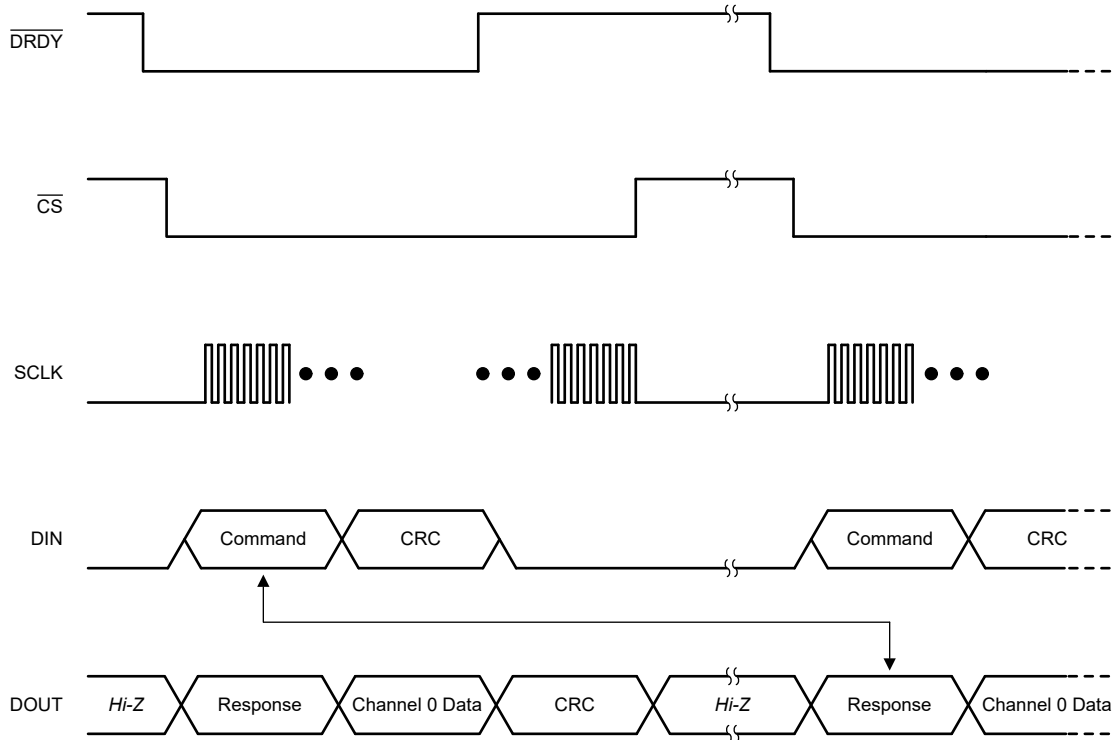 DRDY
CS
SCLK
DIN
Command
CRC
Command
CRC
DOUT
Hi-Z
Response
Channel 0 Data
CRC
Hi-Z
Response
Channel 0 Data